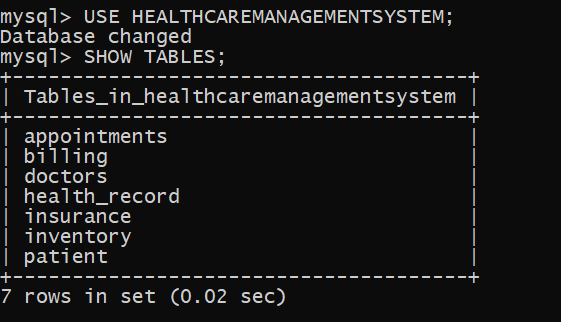 mysql> USE HEALTHCAREMANAGEMENTSYSTEM;
Database changed
mysql> SHOW TABLES;
+------------------------------------+
| Tables_in_healthcaremanagementsystem |
+------------------------------------+
| appointments                         |
| billing                              |
| doctors                              |
| health_record                        |
| insurance                            |
| inventory                            |
| patient                              |
+------------------------------------+
7 rows in set (0.02 sec)